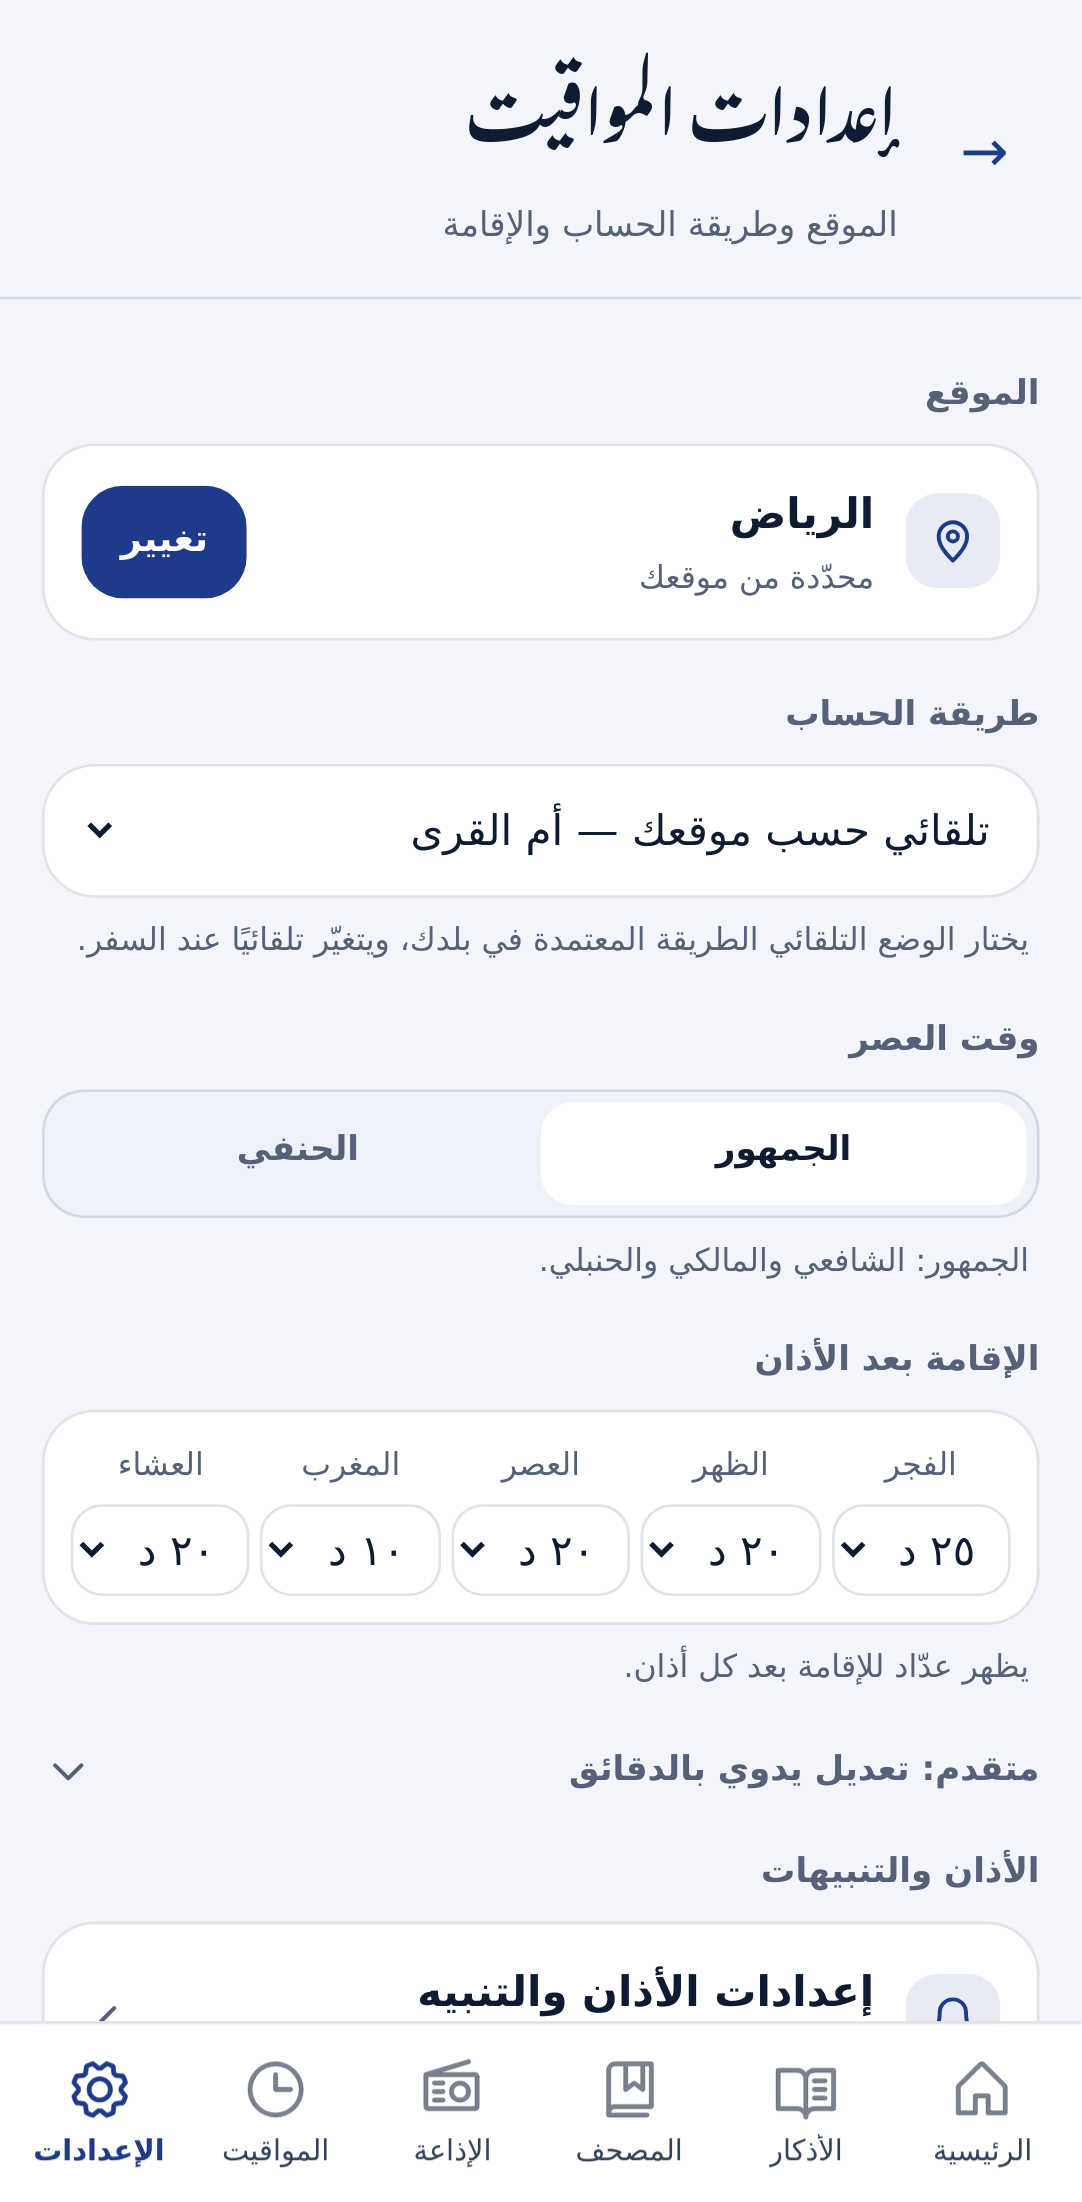 إعدادات المواقيت
الموقع وطريقة الحساب والإقامة
الموقع
الرياض
محدّدة من موقعك
تغيير
طريقة الحساب
تلقائي حسب موقعك — أم القرى
يختار الوضع التلقائي الطريقة المعتمدة في بلدك، ويتغيّر تلقائيًا عند السفر.
وقت العصر
الجمهور الحنفي
الجمهور: الشافعي والمالكي والحنبلي.
الإقامة بعد الأذان
الفجر الظهر العصر المغرب العشاء
٢٥ د ٢٠ د ٢٠ د ١٠ د ٢٠ د
يظهر عدّاد للإقامة بعد كل أذان.
متقدم: تعديل يدوي بالدقائق
الأذان والتنبيهات
إعدادات الأذان والتنبيه
الرئيسية الأذكار المصحف الإذاعة المواقيت الإعدادات